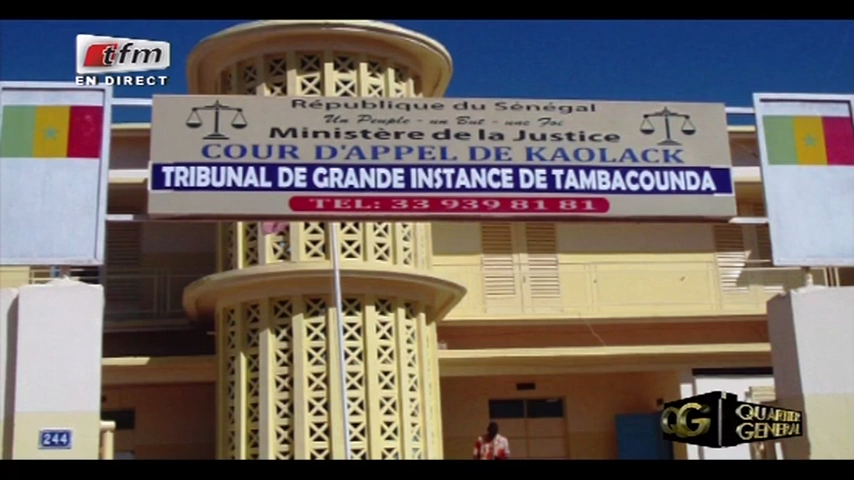 tfm
EN DIRECT
République du Sénégal
Un Peuple - un But - une Foi
Ministère de la Justice
COUR D'APPEL DE KAOLACK
TRIBUNAL DE GRANDE INSTANCE DE TAMBACOUNDA
TEL: 33 939 81 81
244
QG QUARTIER
GENERAL